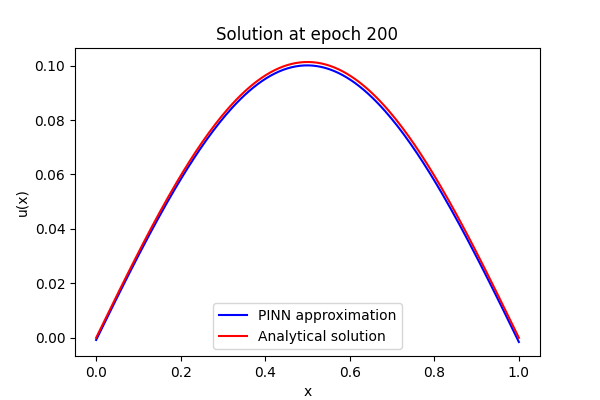 Solution at epoch 200
u(x)
0.10
0.08
0.06
0.04
0.02
0.00
PINN approximation
Analytical solution
0.0 0.2 0.4 0.6 0.8 1.0
x